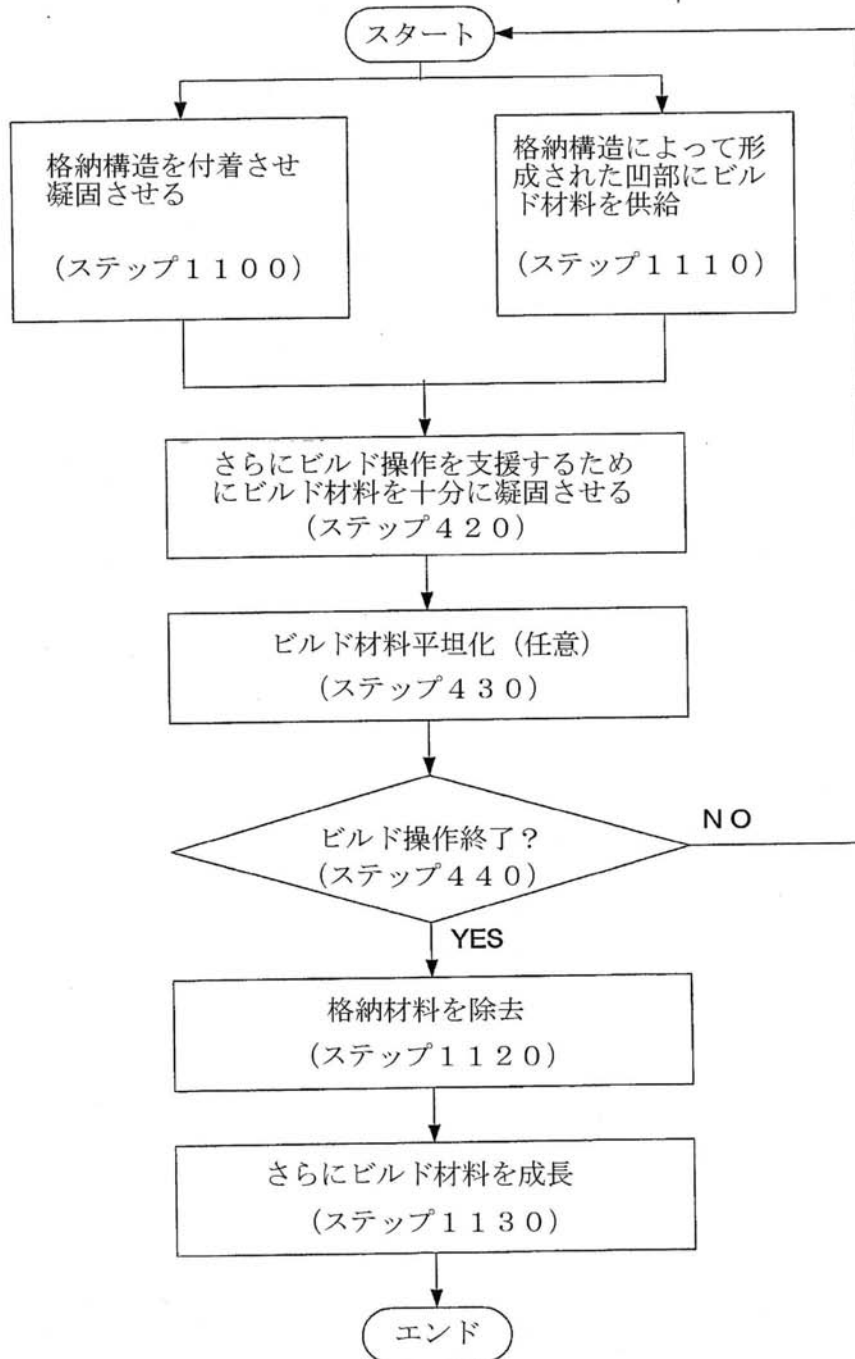 スタート
格納構造を付着させ
凝固させる
（ステップ１１００）
格納構造によって形
成された凹部にビル
ド材料を供給
（ステップ１１１０）
さらにビルド操作を支援するため
にビルド材料を十分に凝固させる
（ステップ４２０）
ビルド材料平坦化（任意）
（ステップ４３０）
ビルド操作終了？
（ステップ４４０）
ＮＯ
YES
格納材料を除去
（ステップ１１２０）
さらにビルド材料を成長
（ステップ１１３０）
エンド